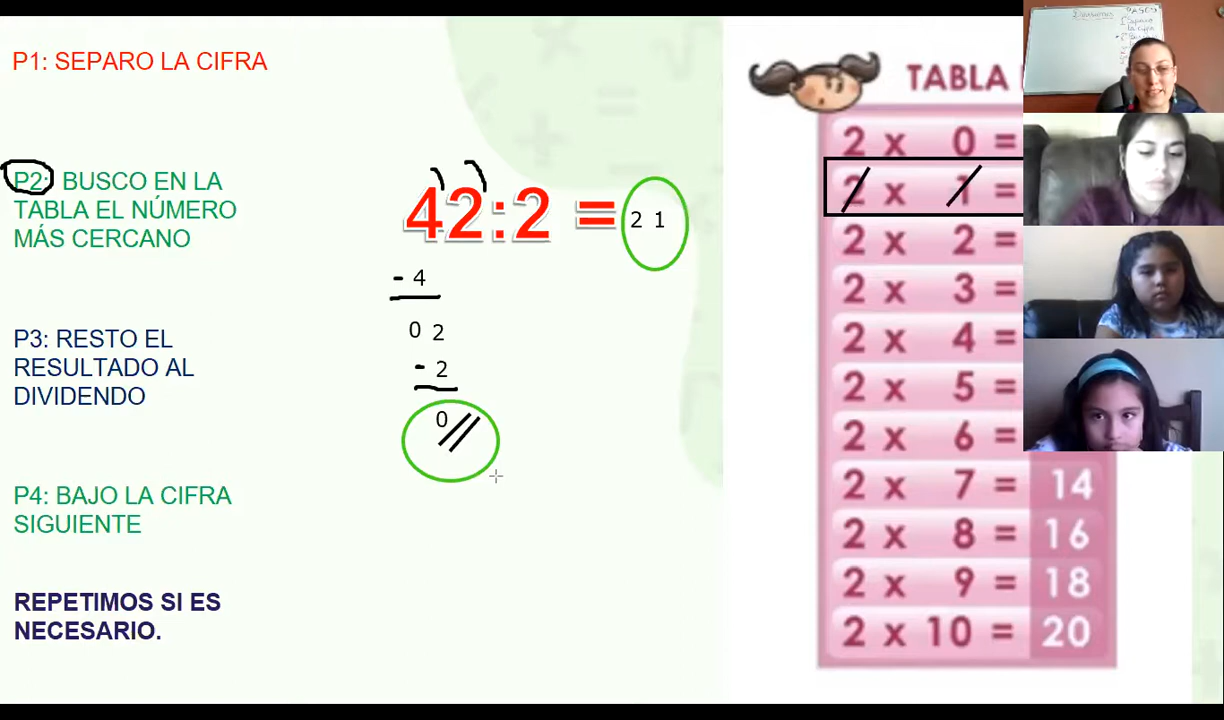 P1: SEPARO LA CIFRA
P2: BUSCO EN LA
TABLA EL NÚMERO
MÁS CERCANO
P3: RESTO EL
RESULTADO AL
DIVIDENDO
P4: BAJO LA CIFRA
SIGUIENTE
REPETIMOS SI ES
NECESARIO.
42:2 = 21
- 4
0 2
- 2
0
TABLA
2 x 0 =
2 x 1 =
2 x 2 =
2 x 3 =
2 x 4 =
2 x 5 =
2 x 6 =
2 x 7 = 14
2 x 8 = 16
2 x 9 = 18
2 x 10 = 20